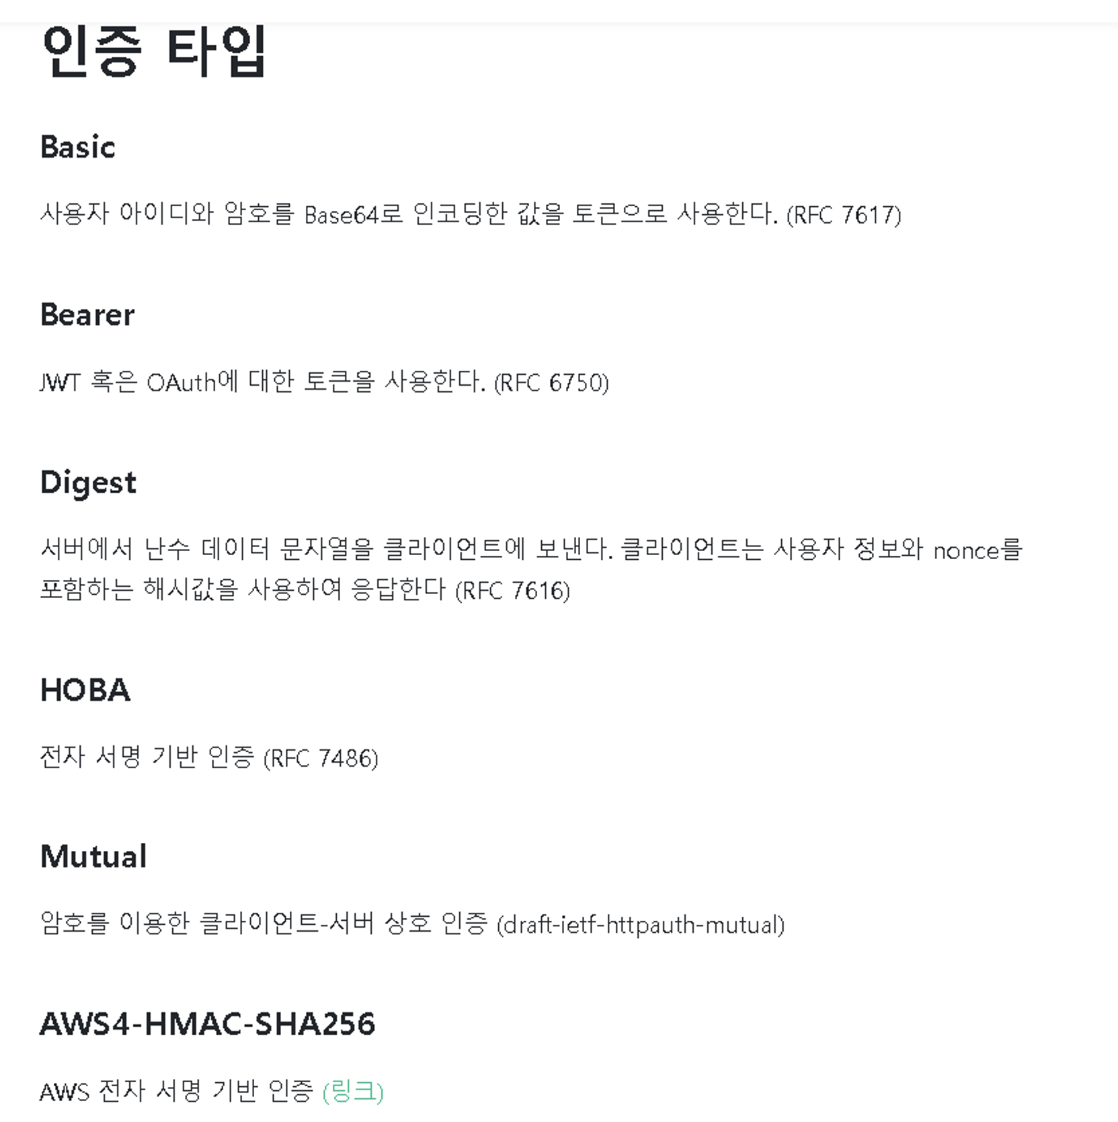 인증 타입
Basic
사용자 아이디와 암호를 Base64로 인코딩한 값을 토큰으로 사용한다. (RFC 7617)
Bearer
JWT 혹은 OAuth에 대한 토큰을 사용한다. (RFC 6750)
Digest
서버에서 난수 데이터 문자열을 클라이언트에 보낸다. 클라이언트는 사용자 정보와 nonce를
포함하는 해시값을 사용하여 응답한다 (RFC 7616)
HOBA
전자 서명 기반 인증 (RFC 7486)
Mutual
암호를 이용한 클라이언트-서버 상호 인증 (draft-ietf-httpauth-mutual)
AWS4-HMAC-SHA256
AWS 전자 서명 기반 인증 (링크)